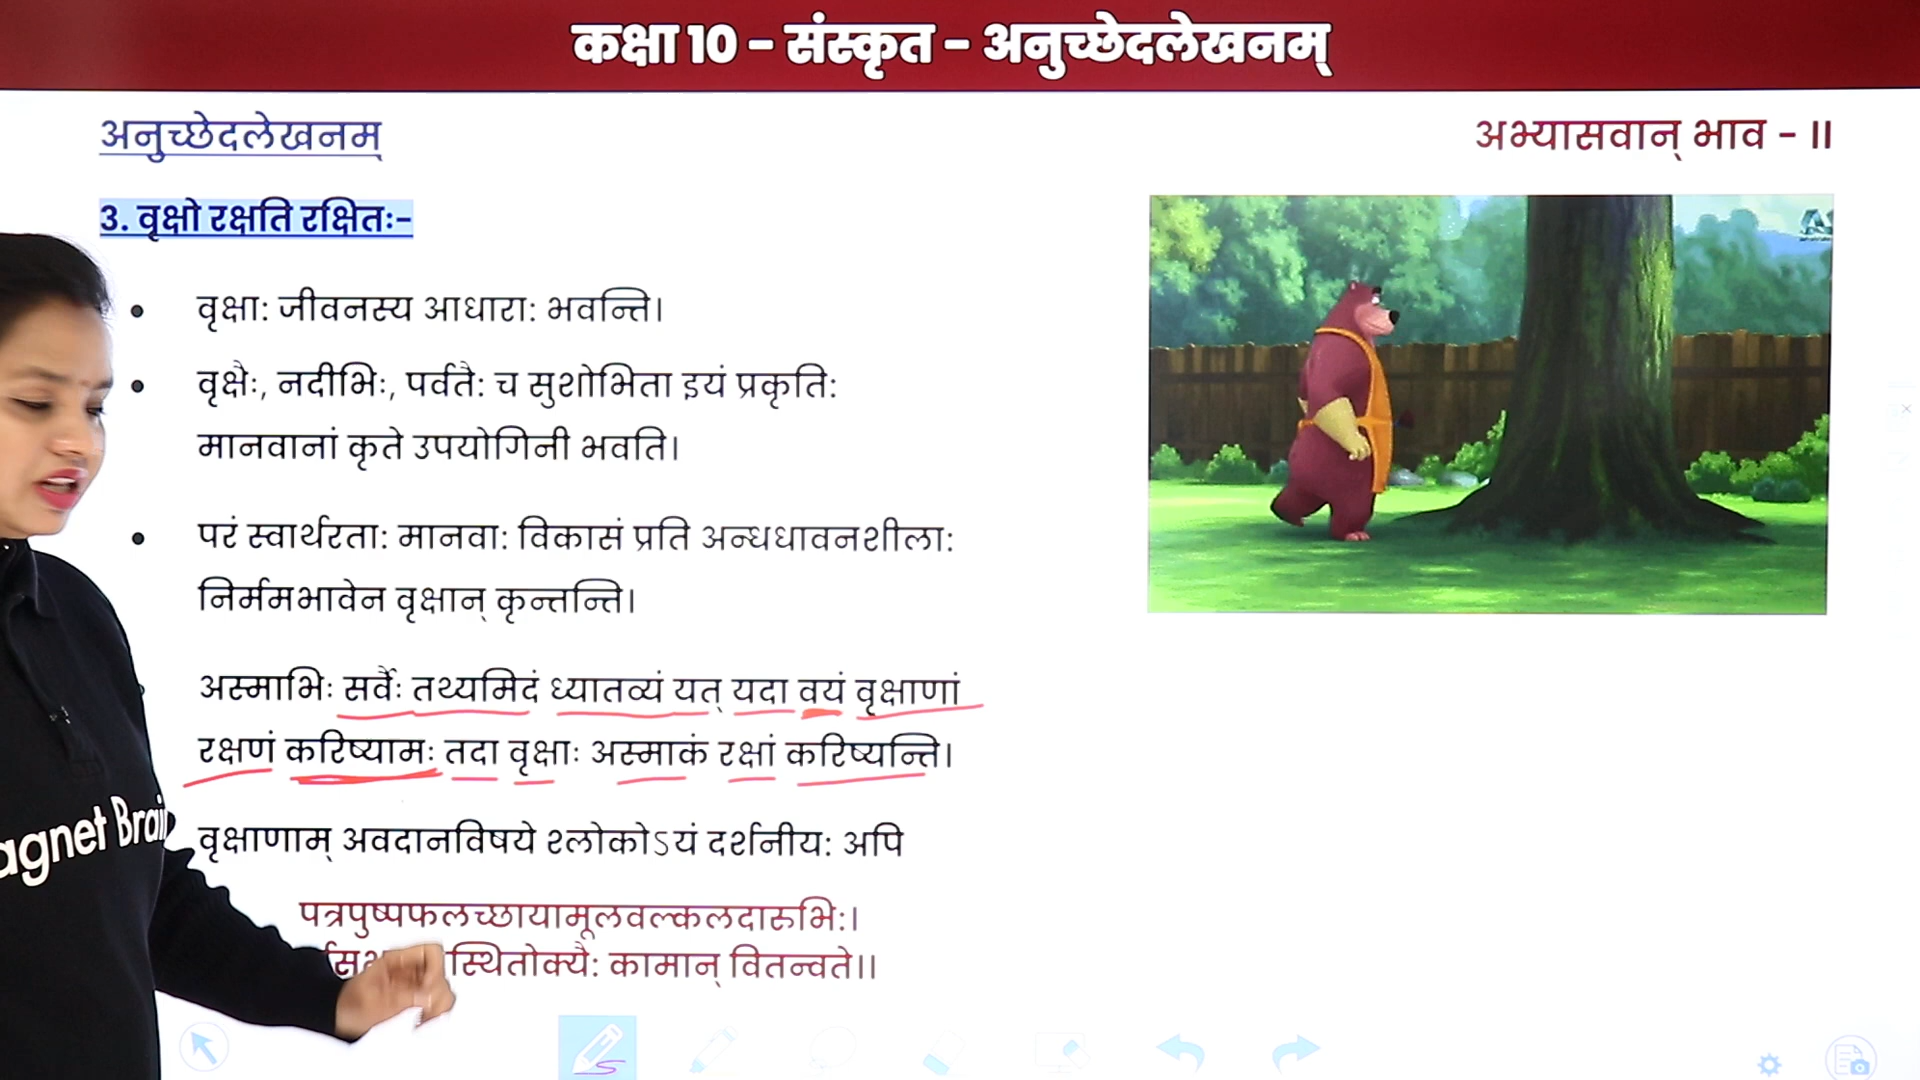 कक्षा 10 - संस्कृत - अनुच्छेदलेखनम्
अनुच्छेदलेखनम्
अभ्यासवान् भाव - II
3. वृक्षो रक्षति रक्षितः-
वृक्षाः जीवनस्य आधाराः भवन्ति।
वृक्षैः, नदीभिः, पर्वतैः च सुशोभिता इयं प्रकृतिः
मानवानां कृते उपयोगिनी भवति।
परं स्वार्थरताः मानवाः विकासं प्रति अन्धधावनशीलाः
निर्ममभावेन वृक्षान् कृन्तन्ति।
अस्माभिः सर्वैः तथ्यमिदं ध्यातव्यं यत् यदा वयं वृक्षाणां
रक्षणं करिष्यामः तदा वृक्षाः अस्माकं रक्षां करिष्यन्ति।
वृक्षाणाम् अवदानविषये श्लोकोऽयं दर्शनीयः अपि
पत्रपुष्पफलच्छायामूलवल्कलदारुभिः।
स्थितोक्यैः कामान् वितन्वते।।
agnet Brai